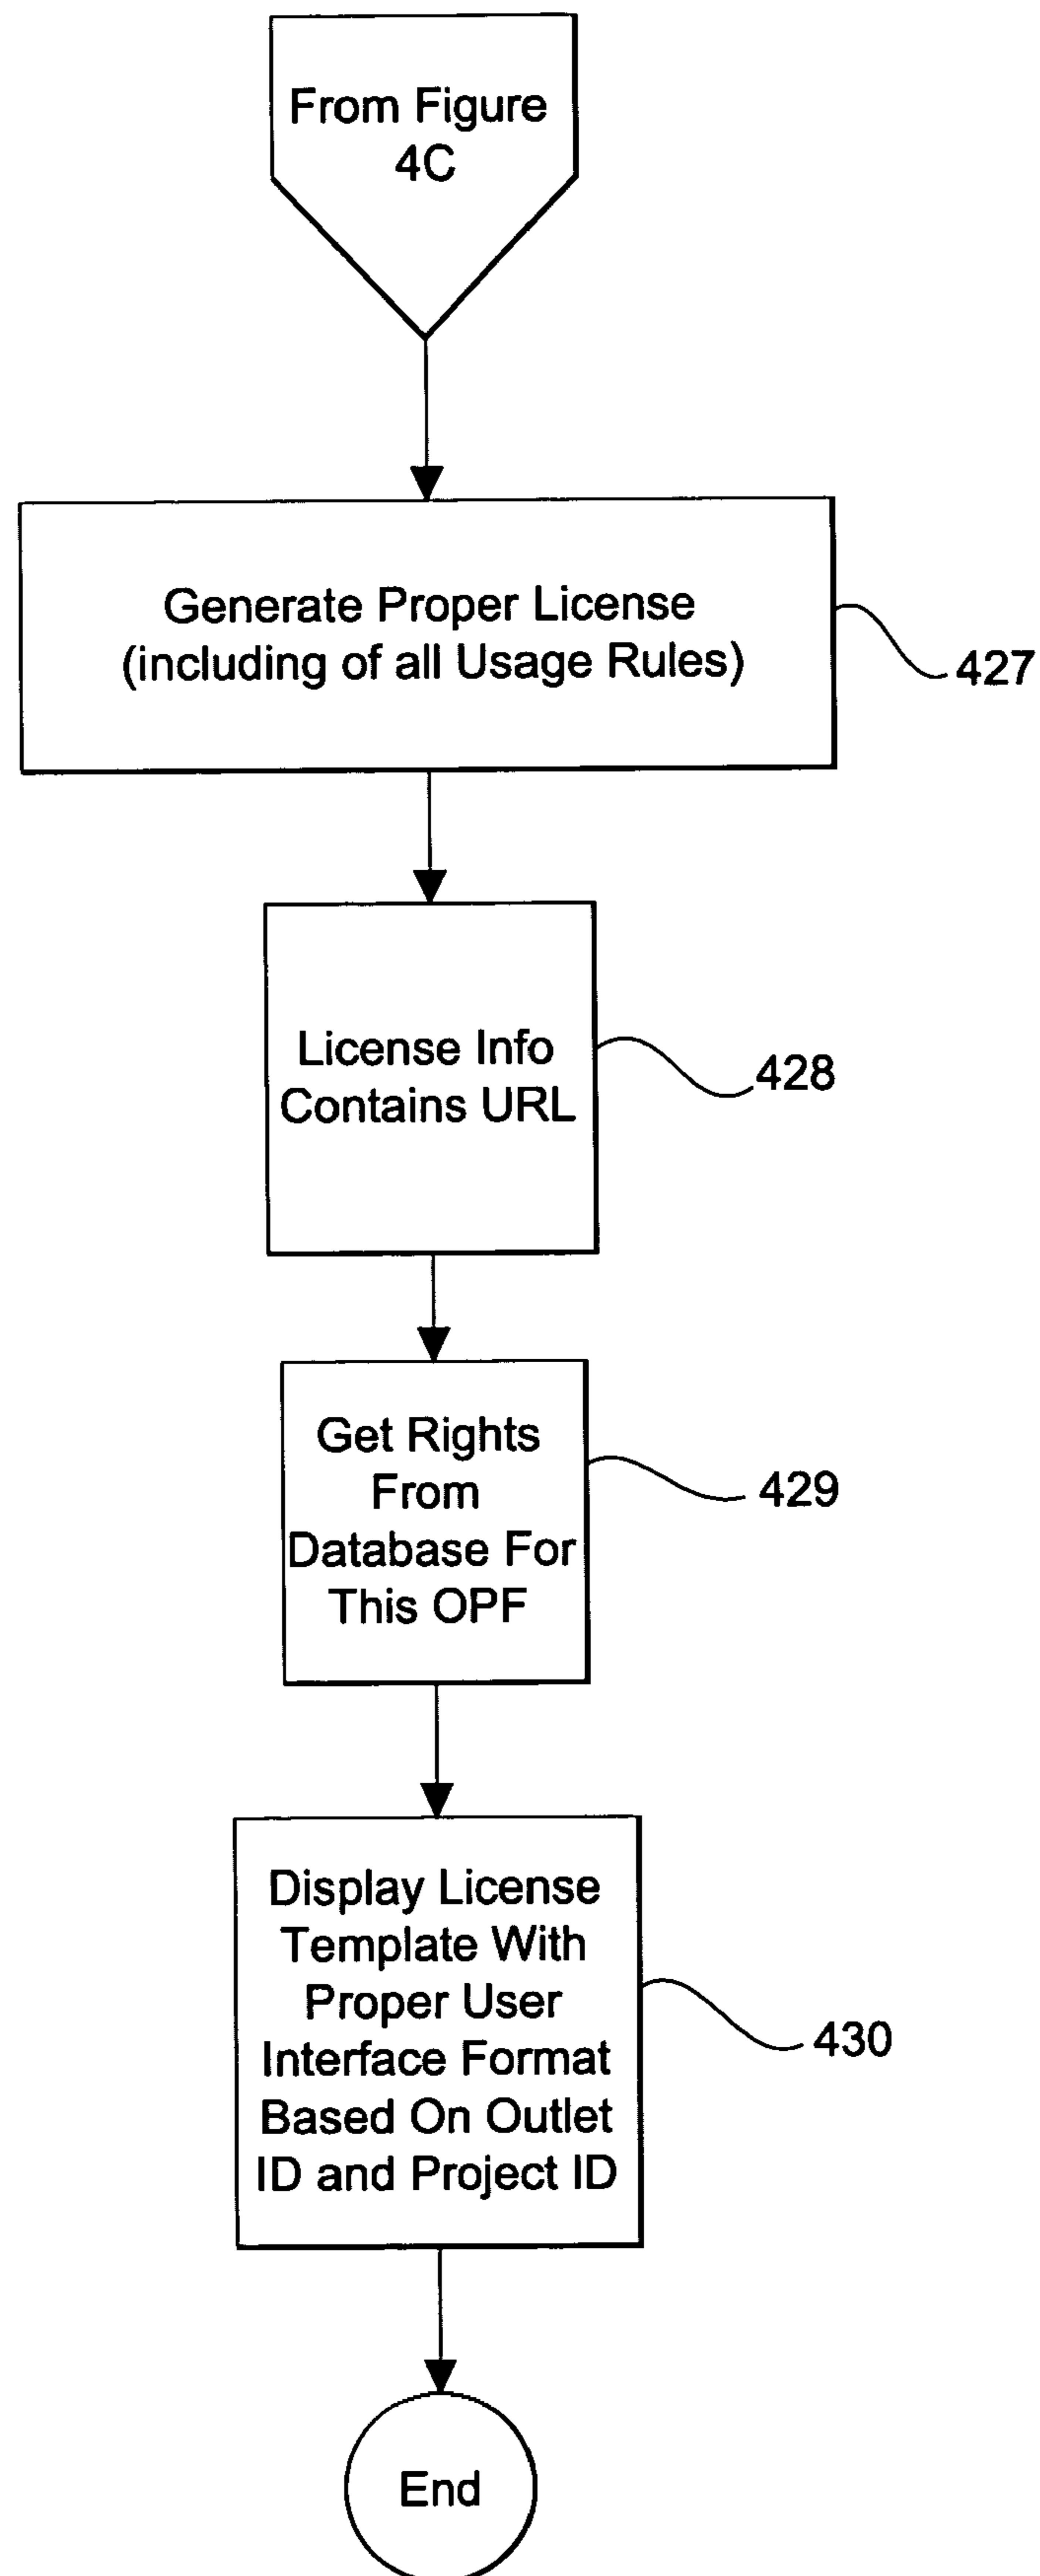 From Figure
4C
Generate Proper License
(including of all Usage Rules)
427
License Info
Contains URL
428
Get Rights
From
Database For
This OPF
429
Display License
Template With
Proper User
Interface Format
Based On Outlet
ID and Project ID
430
End